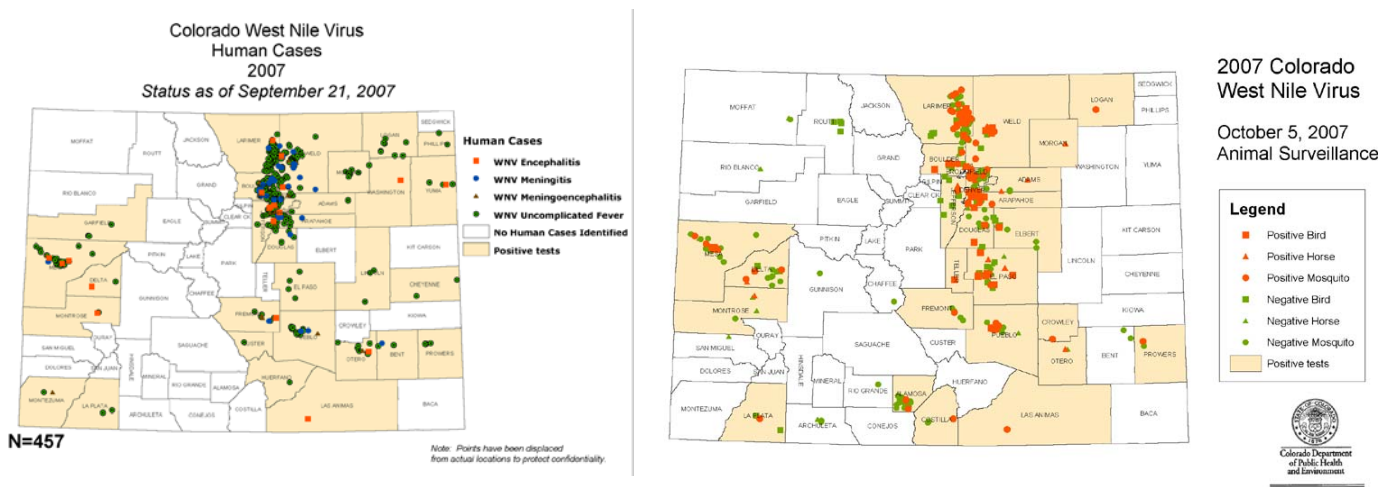 Colorado West Nile Virus
Human Cases
2007
Status as of September 21, 2007
MOFFAT
ROUTT
JACKSON
LARIMER
LOGAN
SEDGWICK
PHILLIPS
GRAND
WASHINGTON
YUMA
RIO BLANCO
ADAMS
ARAPAHOE
GARFIELD
EAGLE
SUMMIT
CLEAR CK
DOUGLAS
ELBERT
KIT CARSON
PITKIN
LAKE
PARK
DELTA
GUNNISON
CHAFFEE
TELLER
EL PASO
LINCOLN
CHEYENNE
MONTROSE
FREMONT
KIOWA
CROWLEY
OURAY
SAN MIGUEL
SAGUACHE
CUSTER
PUEBLO
OTERO
BENT
PROWERS
DOLORES
SAN JUAN
HINSDALE
MINERAL
RIO GRANDE
ALAMOSA
HUERFANO
MONTEZUMA
LA PLATA
ARCHULETA
CONEJOS
COSTILLA
LAS ANIMAS
BACA
N=457
Human Cases
WNV Encephalitis
WNV Meningitis
WNV Meningoencephalitis
WNV Uncomplicated Fever
No Human Cases Identified
Positive tests
Note: Points have been displaced
from actual locations to protect confidentiality.
MOFFAT
ROUTT
JACKSON
LARIMER
WELD
LOGAN
SEDGWICK
PHILLIPS
GRAND
MORGAN
WASHINGTON
YUMA
RIO BLANCO
BOULDER
GILPIN
ADAMS
GARFIELD
EAGLE
SUMMIT
CLEAR CK
ARAPAHOE
PITKIN
LAKE
PARK
DOUGLAS
ELBERT
KIT CARSON
MESA
DELTA
GUNNISON
CHAFFEE
TELLER
EL PASO
LINCOLN
CHEYENNE
MONTROSE
FREMONT
KIOWA
CROWLEY
OURAY
SAN MIGUEL
SAGUACHE
CUSTER
PUEBLO
OTERO
BENT
PROWERS
DOLORES
SAN JUAN
HINSDALE
MINERAL
RIO GRANDE
ALAMOSA
HUERFANO
MONTEZUMA
LA PLATA
ARCHULETA
CONEJOS
COSTILLA
LAS ANIMAS
BACA
2007 Colorado
West Nile Virus
October 5, 2007
Animal Surveillance
Legend
Positive Bird
Positive Horse
Positive Mosquito
Negative Bird
Negative Horse
Negative Mosquito
Positive tests
Colorado Department
of Public Health
and Environment